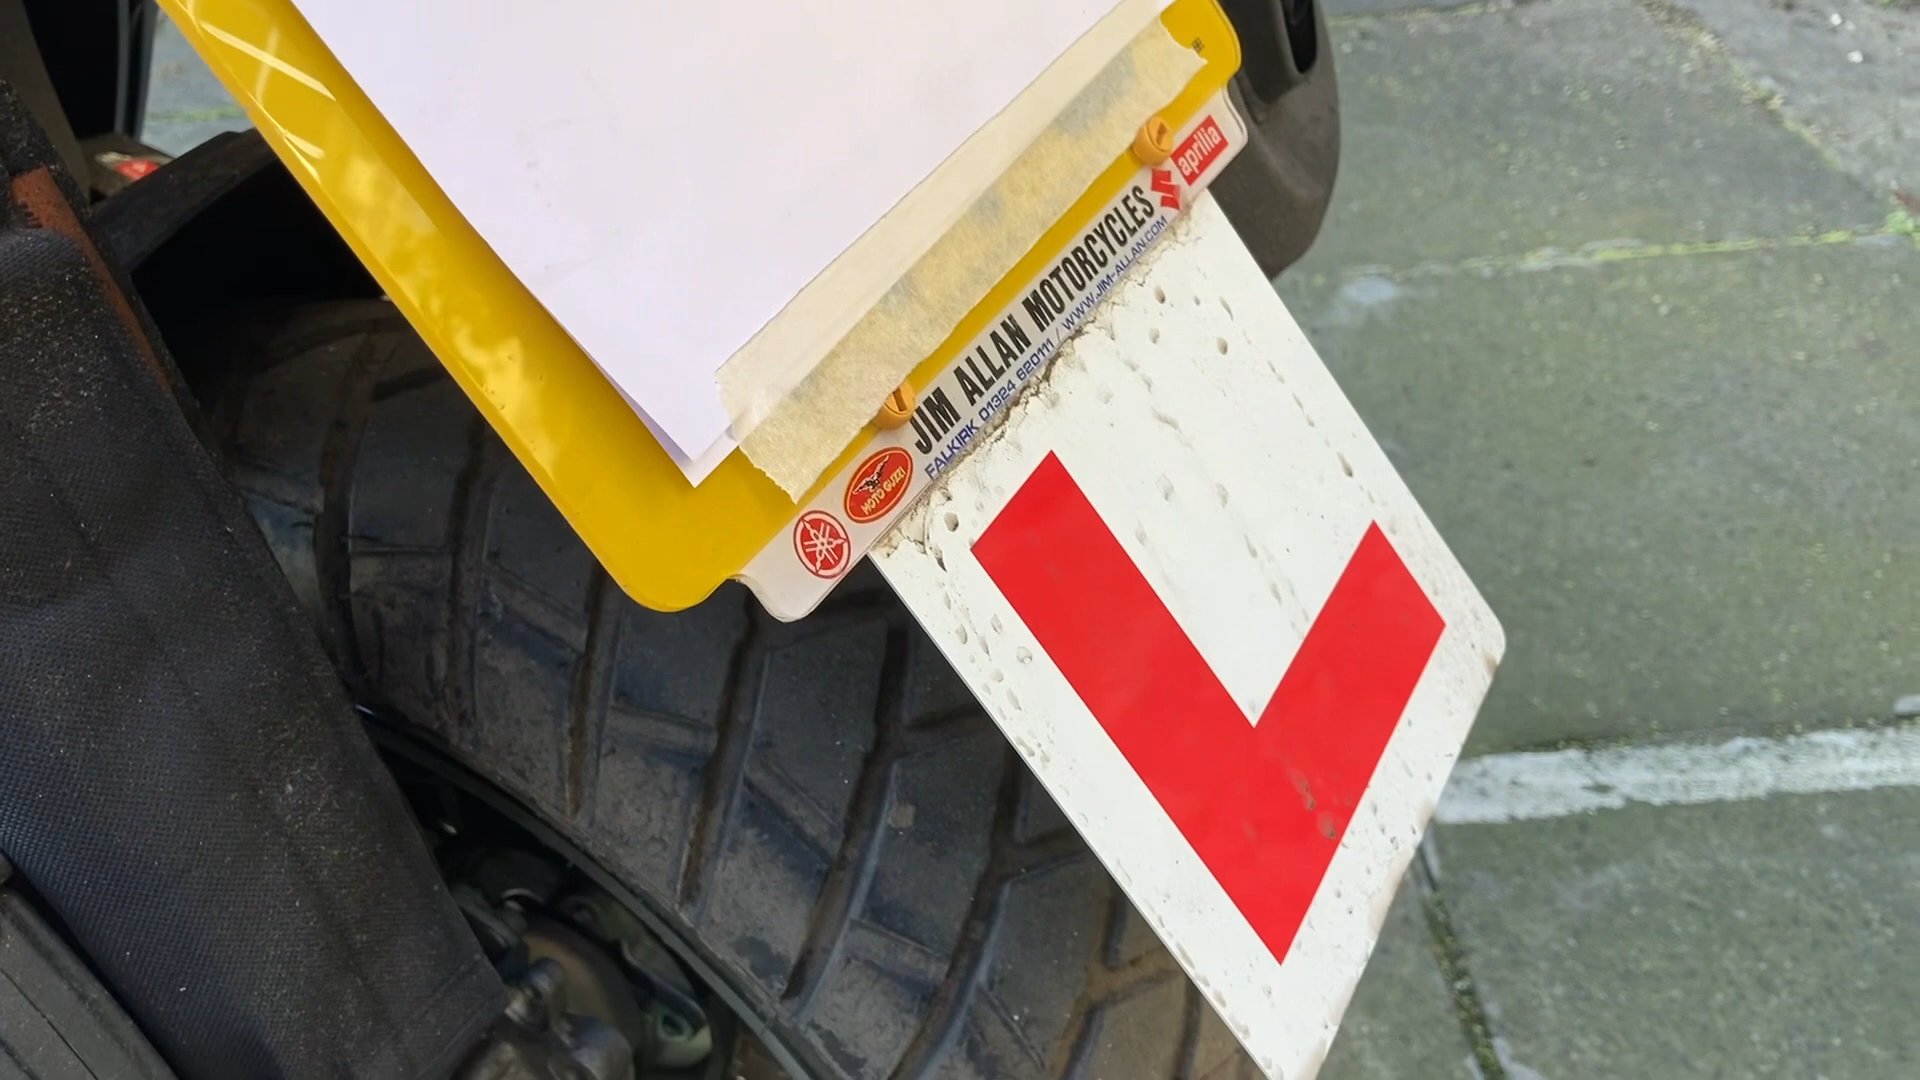 MOTO GUZZI
JIM ALLAN MOTORCYCLES
aprilia
FALKIRK 01324 620111 / WWW.JIM-ALLAN.COM
L